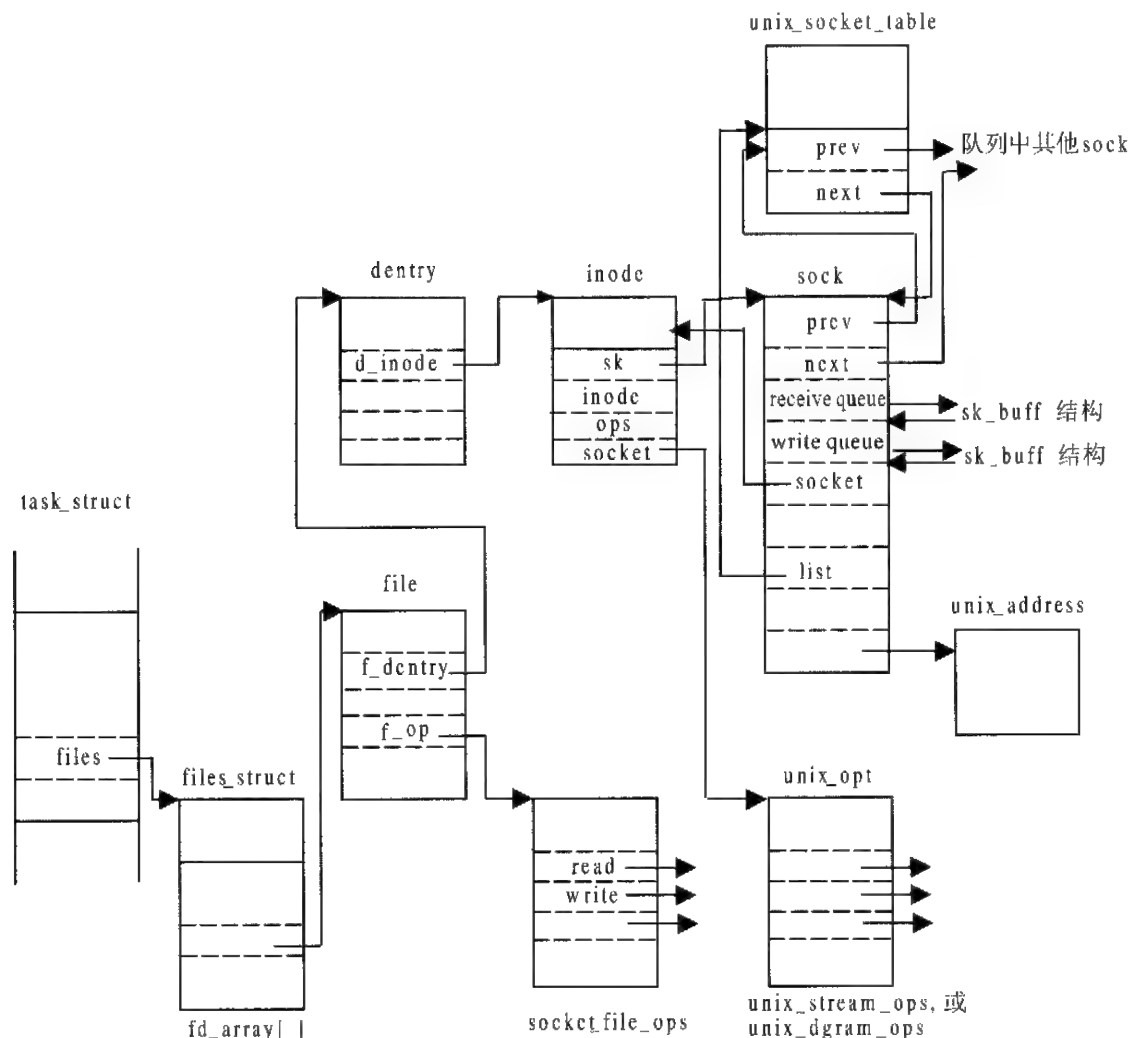 unix_socket_table
prev
next
队列中其他sock
dentry
d_inode
inode
sk
inode
ops
socket
sock
prev
next
receive queue
write queue
socket
list
sk_buff 结构
sk_buff 结构
task_struct
files
file
f_dentry
f_op
unix_address
files_struct
fd_array[ ]
read
write
socket_file_ops
unix_opt
unix_stream_ops, 或
unix_dgram_ops